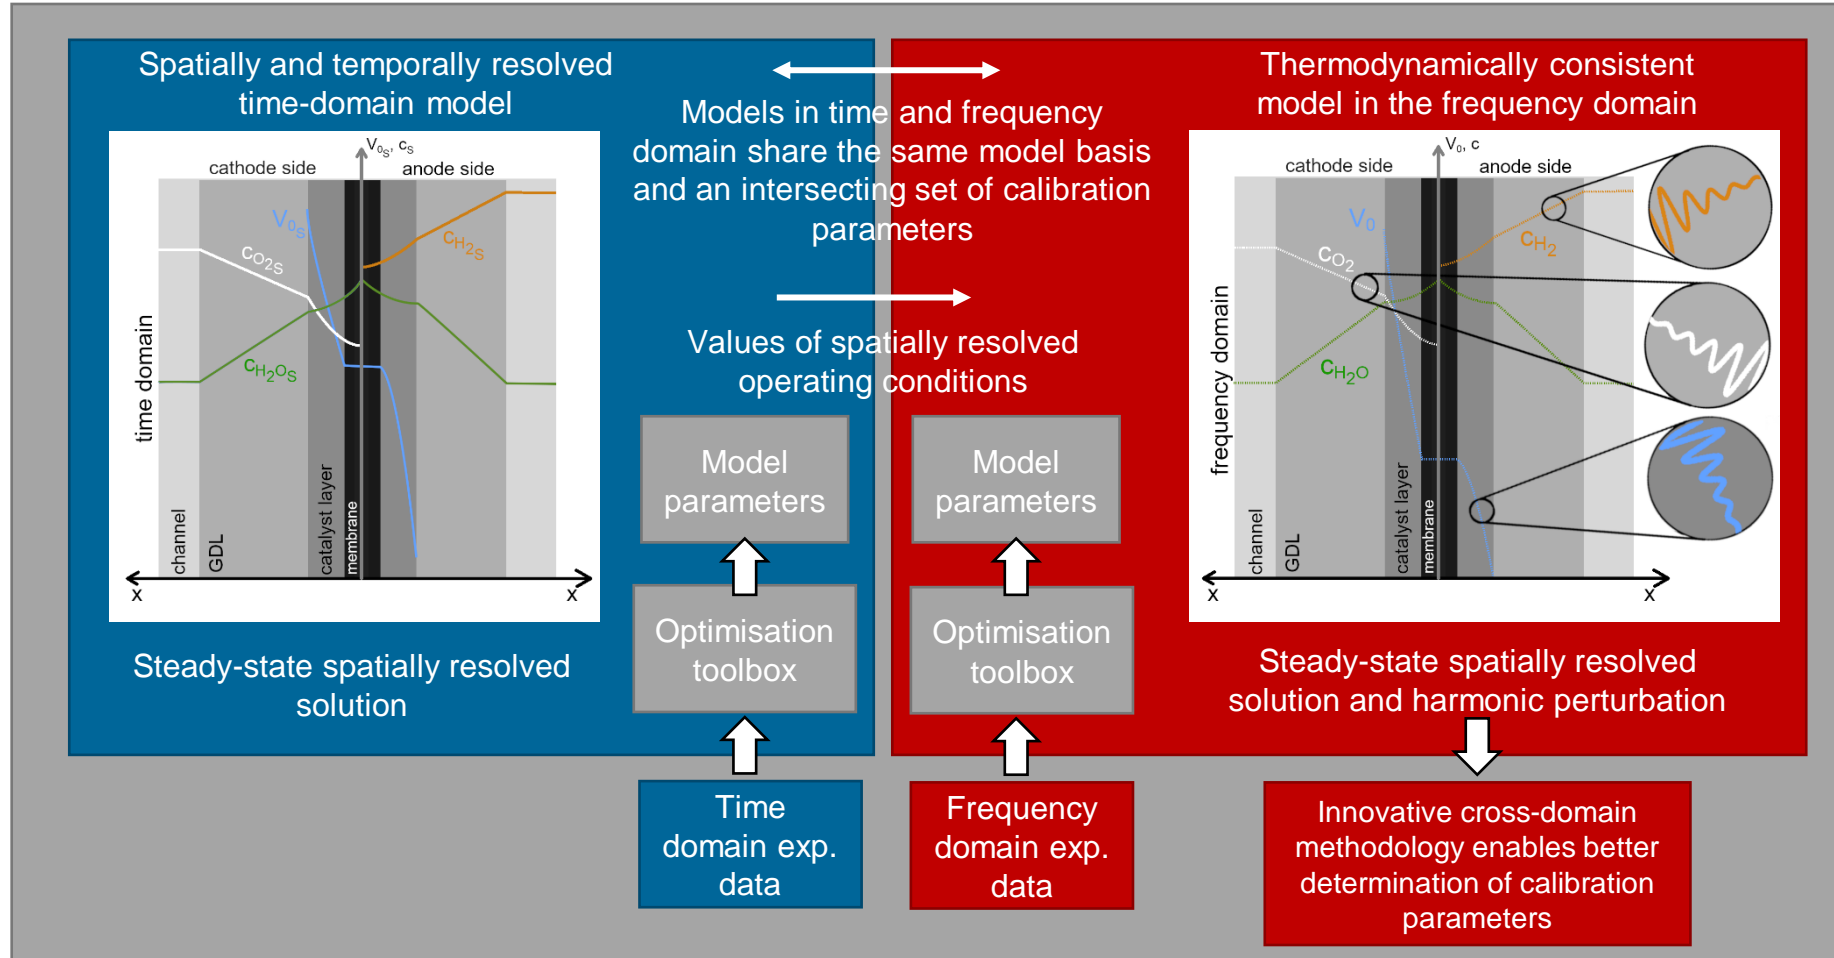 Spatially and temporally resolved
time-domain model
V0S, cS
cathode side
anode side
V0S
cH2S
cO2S
cH2OS
time domain
channel
GDL
catalyst layer
membrane
x
x
Steady-state spatially resolved
solution
Models in time and frequency
domain share the same model basis
and an intersecting set of calibration
parameters
Values of spatially resolved
operating conditions
Model
parameters
Optimisation
toolbox
Time
domain exp.
data
Model
parameters
Optimisation
toolbox
Frequency
domain exp.
data
Thermodynamically consistent
model in the frequency domain
V0, c
cathode side
anode side
V0
cH2
cO2
cH2O
frequency domain
channel
GDL
catalyst layer
membrane
x
x
Steady-state spatially resolved
solution and harmonic perturbation
Innovative cross-domain
methodology enables better
determination of calibration
parameters